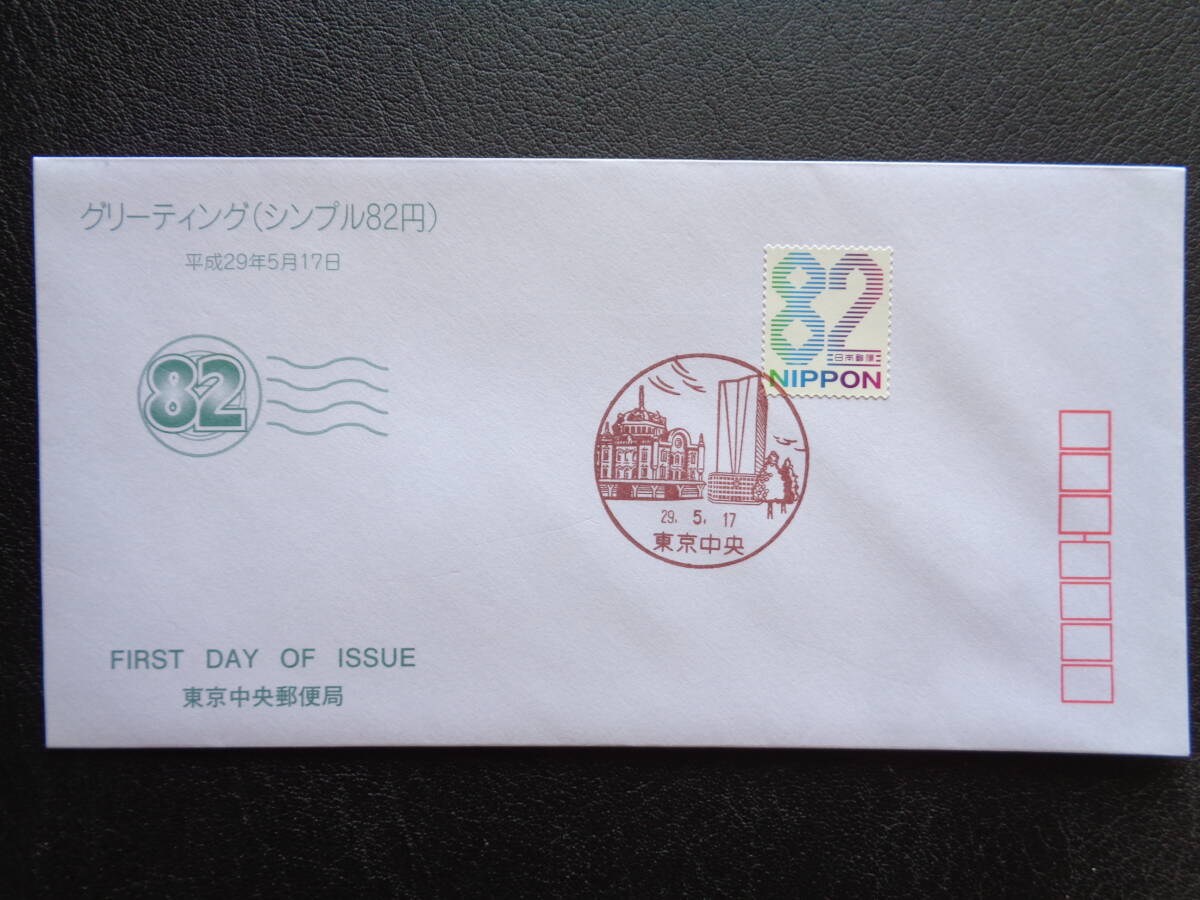 グリーティング(シンプル82円)
平成29年5月17日
82
82
日本郵便
NIPPON
29. 5. 17
東京中央
FIRST DAY OF ISSUE
東京中央郵便局